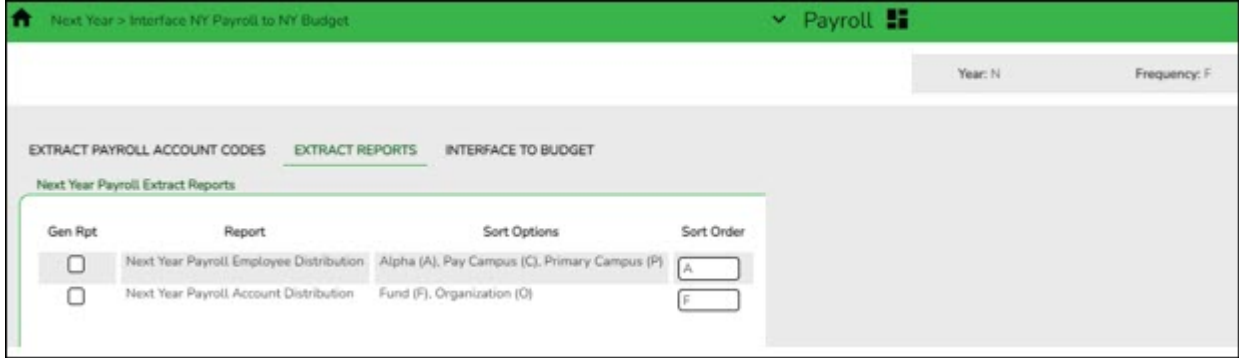 Next Year > Interface NY Payroll to NY Budget
Payroll
Year: N Frequency: F
EXTRACT PAYROLL ACCOUNT CODES EXTRACT REPORTS INTERFACE TO BUDGET
Next Year Payroll Extract Reports
Gen Rpt Report Sort Options Sort Order
Next Year Payroll Employee Distribution Alpha (A), Pay Campus (C), Primary Campus (P) A
Next Year Payroll Account Distribution Fund (F), Organization (O) F